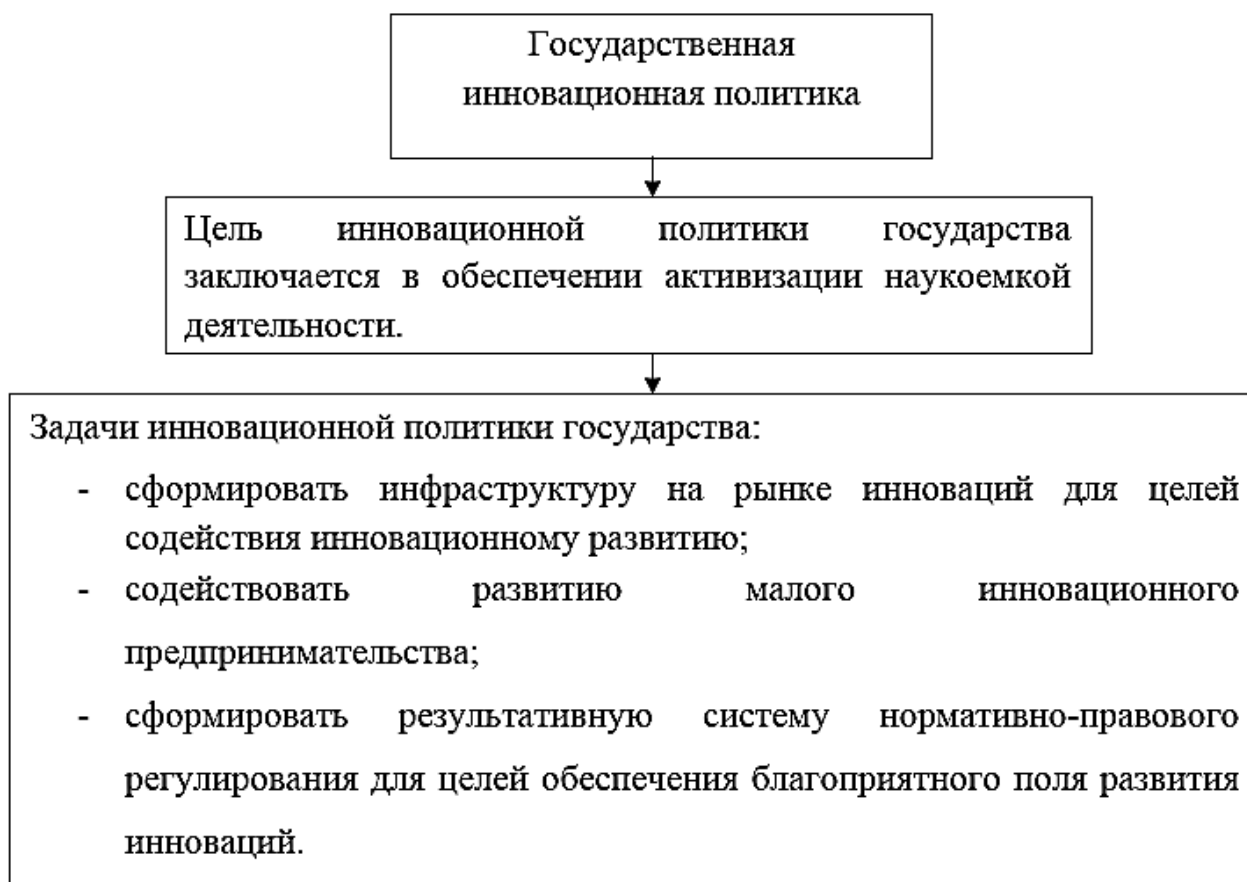 Государственная
инновационная политика
Цель инновационной политики государства
заключается в обеспечении активизации наукоемкой
деятельности.
Задачи инновационной политики государства:
- сформировать инфраструктуру на рынке инноваций для целей
содействия инновационному развитию;
- содействовать развитию малого инновационного
предпринимательства;
- сформировать результативную систему нормативно-правового
регулирования для целей обеспечения благоприятного поля развития
инноваций.